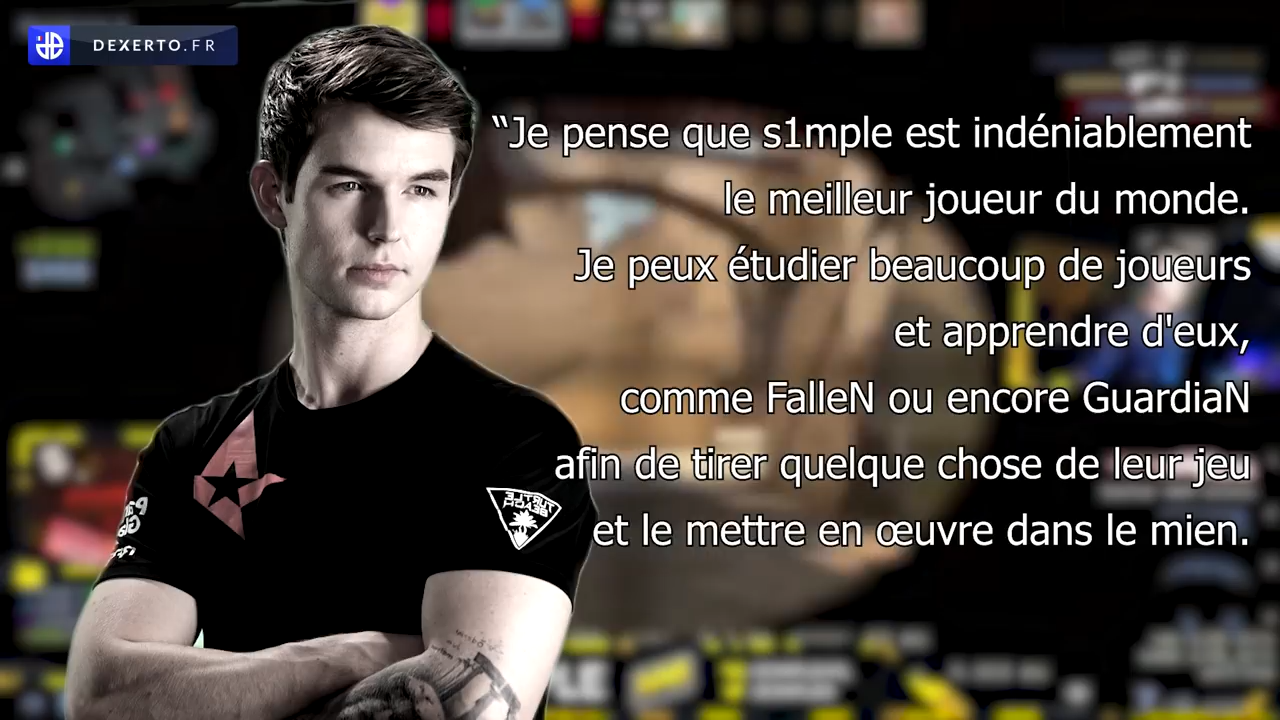 DEXERTO.FR
“Je pense que s1mple est indéniablement
le meilleur joueur du monde.
Je peux étudier beaucoup de joueurs
et apprendre d'eux,
comme FalleN ou encore GuardiaN
afin de tirer quelque chose de leur jeu
et le mettre en œuvre dans le mien.
TURTLE
BEACH